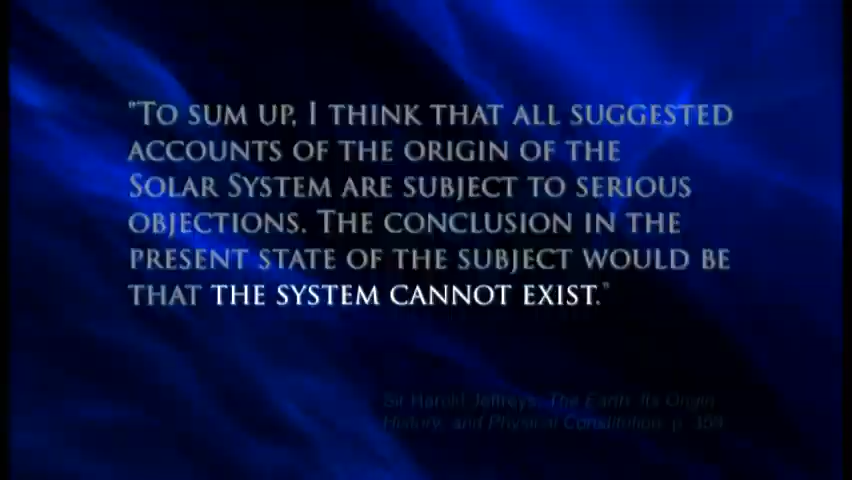 "To sum up, I think that all suggested
accounts of the origin of the
Solar System are subject to serious
objections. The conclusion in the
present state of the subject would be
that the system cannot exist."
Sir Harold Jeffreys, The Earth: Its Origin,
History, and Physical Constitution, p. 359